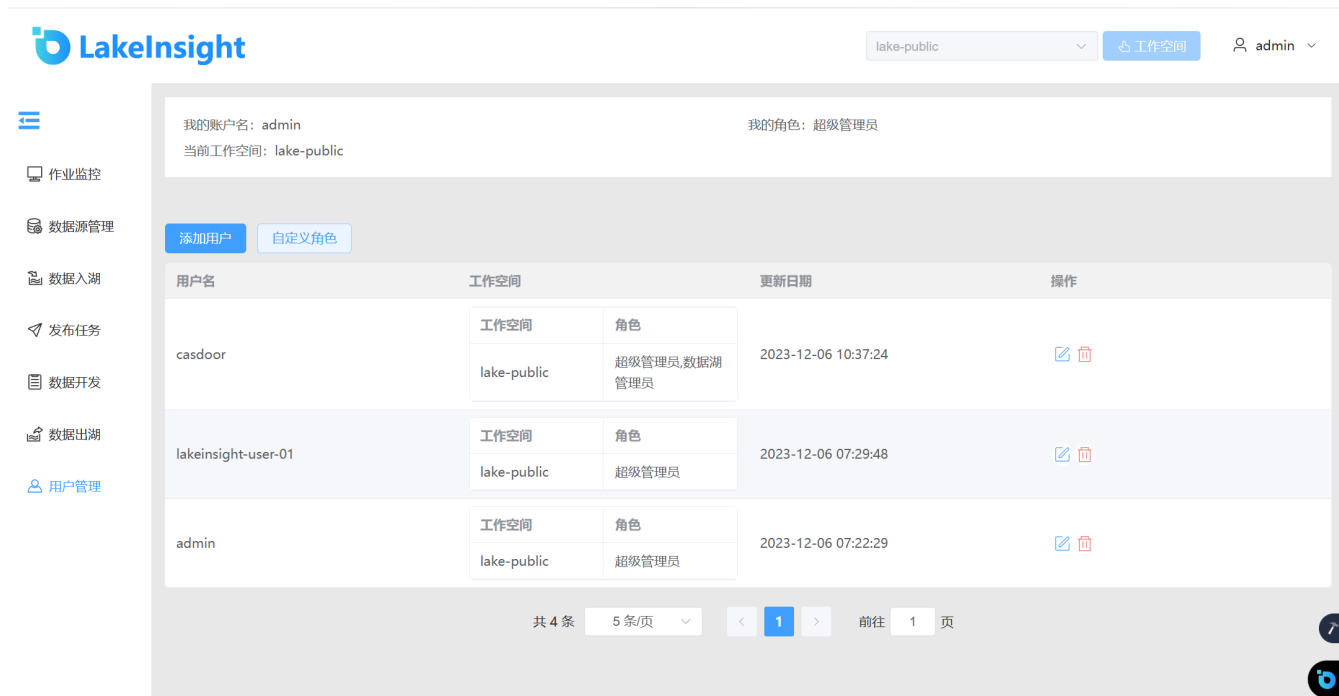 LakeInsight
lake-public
工作空间
admin
我的账户名：admin
我的角色：超级管理员
当前工作空间：lake-public
作业监控
数据源管理
数据入湖
发布任务
数据开发
数据出湖
用户管理
添加用户
自定义角色
用户名 工作空间 更新日期 操作
工作空间 角色
casdoor
lake-public
超级管理员,数据湖
管理员
2023-12-06 10:37:24
工作空间 角色
lakeinsight-user-01
lake-public
超级管理员
2023-12-06 07:29:48
工作空间 角色
admin
lake-public
超级管理员
2023-12-06 07:22:29
共 4 条
5 条/页
1
前往 1 页